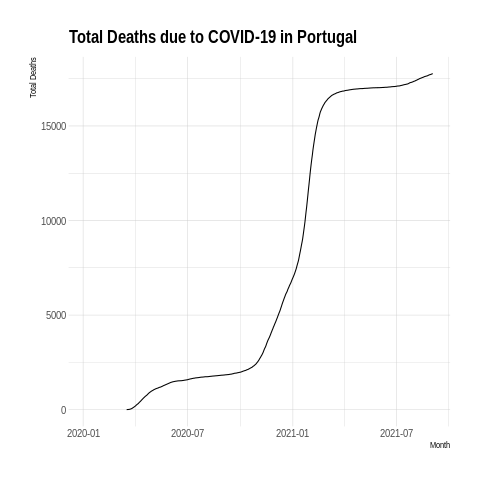 Total Deaths due to COVID-19 in Portugal
Total Deaths
15000
10000
5000
0
2020-01 2020-07 2021-01 2021-07
Month